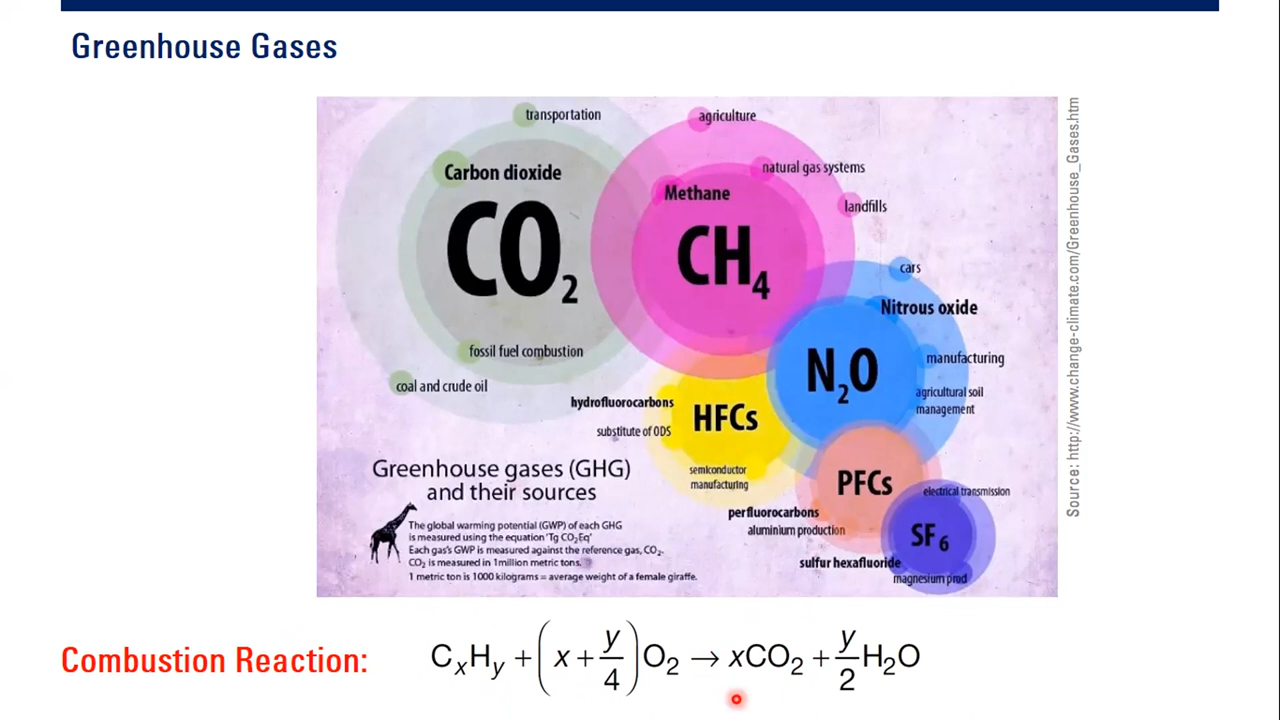 Greenhouse Gases
transportation
Carbon dioxide
CO₂
fossil fuel combustion
coal and crude oil
agriculture
natural gas systems
Methane
landfills
CH₄
cars
Nitrous oxide
N₂O
manufacturing
agricultural soil
management
hydrofluorocarbons
substitute of ODS
HFCs
semiconductor
manufacturing
PFCs
perfluorocarbons
aluminium production
electrical transmission
SF₆
sulfur hexafluoride
magnesium prod
Greenhouse gases (GHG)
and their sources
The global warming potential (GWP) of each GHG
is measured using the equation 'Tg CO₂Eq'
Each gas's GWP is measured against the reference gas, CO₂.
CO₂ is measured in 1million metric tons.
1 metric ton is 1000 kilograms = average weight of a female giraffe.
Source: http://www.change-climate.com/Greenhouse_Gases.htm
Combustion Reaction: CₓHᵧ + (x + y/4) O₂ → xCO₂ + y/2 H₂O